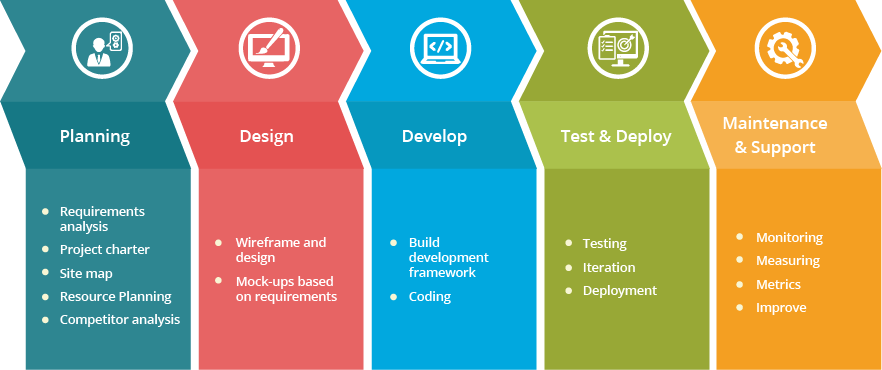 Planning
Requirements
analysis
Project charter
Site map
Resource Planning
Competitor analysis
Design
Wireframe and
design
Mock-ups based
on requirements
Develop
Build
development
framework
Coding
Test & Deploy
Testing
Iteration
Deployment
Maintenance
& Support
Monitoring
Measuring
Metrics
Improve